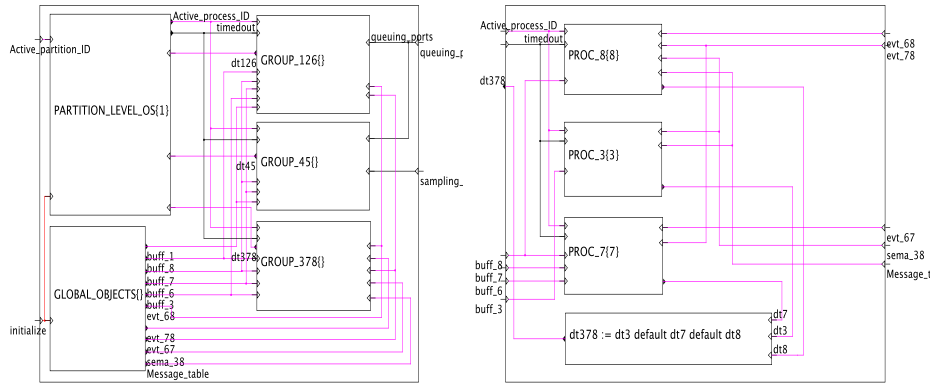 Active_process_ID
timedout
queuing_ports
Active_partition_ID
queuing_p
GROUP_126{}
dt126
PARTITION_LEVEL_OS{1}
GROUP_45{}
dt45
sampling_
dt378
GROUP_378{}
buff_1
buff_8
buff_7
buff_6
buff_3
GLOBAL_OBJECTS{}
evt_68
initialize
evt_78
evt_67
sema_38
Message_table
Active_process_ID
timedout
evt_68
evt_78
PROC_8{8}
dt378
PROC_3{3}
PROC_7{7}
evt_67
sema_38
Message_t
buff_8
buff_7
buff_6
buff_3
dt7
dt3
dt378 := dt3 default dt7 default dt8
dt8